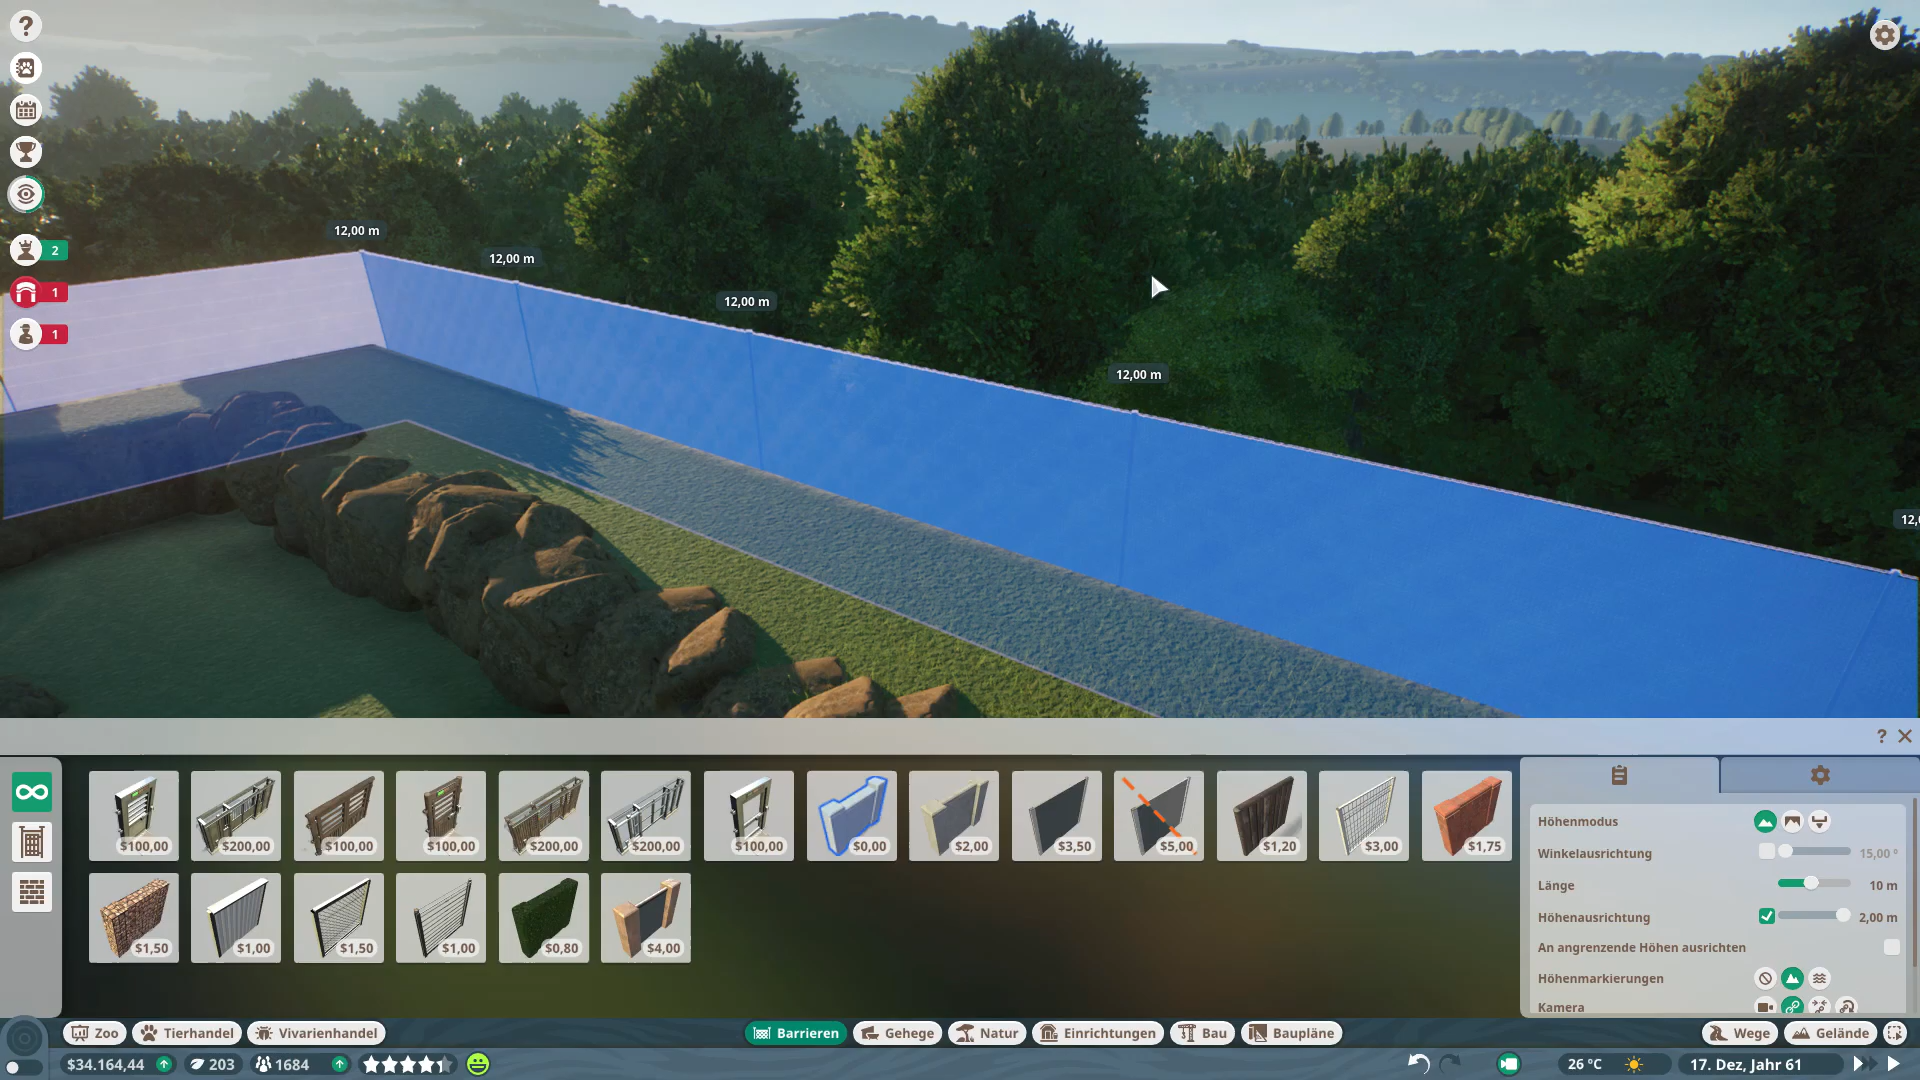 12,00 m
12,00 m
12,00 m
12,00 m
12,0
2
1
1
?
? 
$100,00 $200,00 $100,00 $100,00 $200,00 $200,00 $100,00 $0,00 $2,00 $3,50 $5,00 $1,20 $3,00 $1,75
$1,50 $1,00 $1,50 $1,00 $0,80 $4,00
Höhenmodus
Winkelausrichtung 15,00 °
Länge 10 m
Höhenausrichtung 2,00 m
An angrenzende Höhen ausrichten
Höhenmarkierungen
Kamera
Zoo Tierhandel Vivarienhandel Barrieren Gehege Natur Einrichtungen Bau Baupläne Wege Gelände
$34.164,44 203 1684 26 °C 17. Dez, Jahr 61